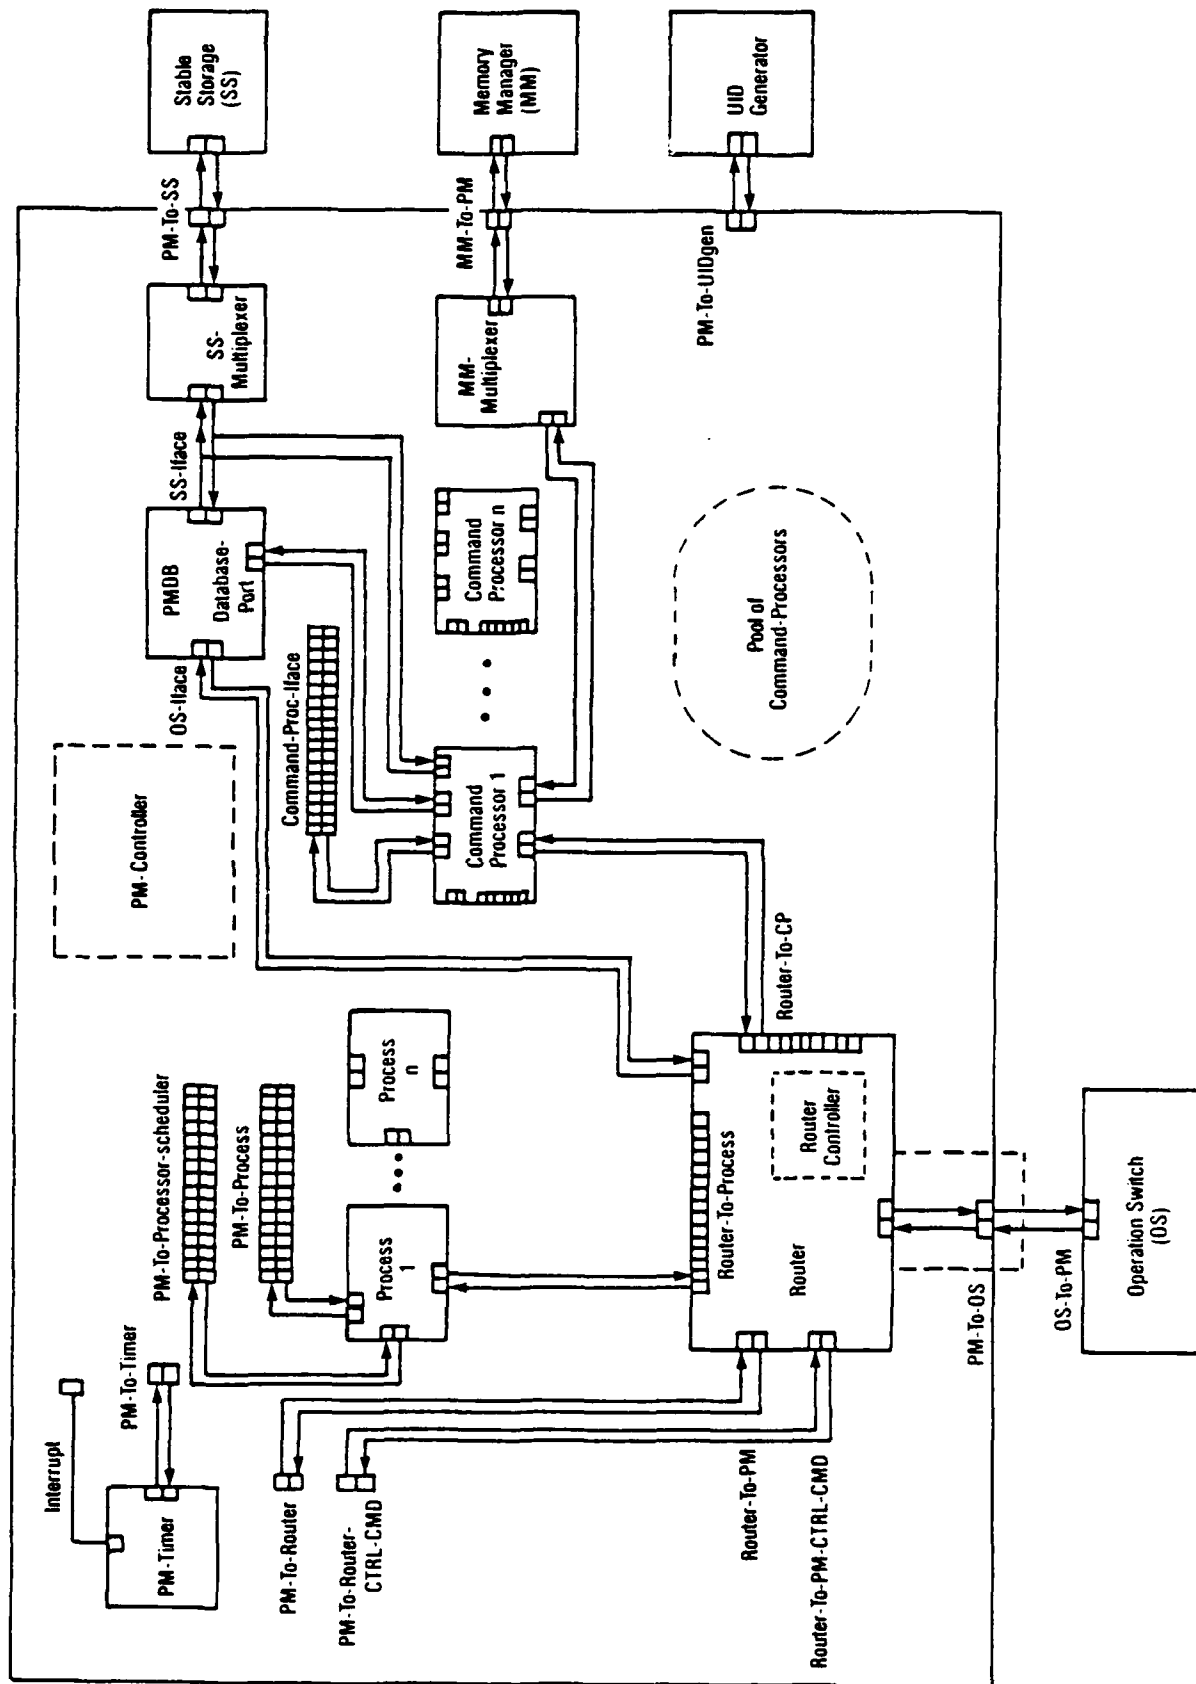 Stable
Storage
(SS)
Memory
Manager
(MM)
UID
Generator
PM-To-SS
MM-To-PM
PM-To-UIDgen
SS-
Multiplexer
MM-
Multiplexer
SS-Iface
PMDB
Database-
Port
OS-Iface
Command-Proc-Iface
Command
Processor n
Command
Processor 1
Pool of
Command-Processors
PM-Controller
Router-To-CP
Process
n
Process
1
PM-To-Processor-scheduler
PM-To-Process
Router-To-Process
Router
Controller
Router
PM-To-Timer
Interrupt
PM-Timer
PM-To-Router
PM-To-Router-
CTRL-CMD
Router-To-PM
Router-To-PM-CTRL-CMD
PM-To-OS
OS-To-PM
Operation Switch
(OS)